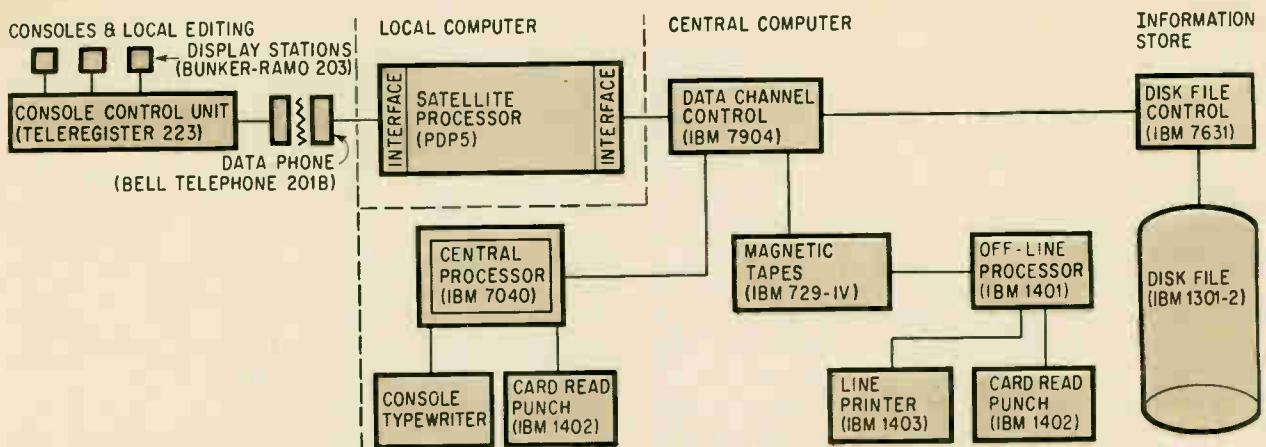 CONSOLES & LOCAL EDITING
DISPLAY STATIONS
(BUNKER-RAMO 203)
CONSOLE CONTROL UNIT
(TELEREGISTER 223)
DATA PHONE
(BELL TELEPHONE 201B)
LOCAL COMPUTER
INTERFACE
SATELLITE
PROCESSOR
(PDP5)
INTERFACE
CENTRAL COMPUTER
DATA CHANNEL
CONTROL
(IBM 7904)
INFORMATION
STORE
DISK FILE
CONTROL
(IBM 7631)
CENTRAL
PROCESSOR
(IBM 7040)
MAGNETIC
TAPES
(IBM 729-IV)
OFF-LINE
PROCESSOR
(IBM 1401)
DISK FILE
(IBM 1301-2)
CONSOLE
TYPEWRITER
CARD READ
PUNCH
(IBM 1402)
LINE
PRINTER
(IBM 1403)
CARD READ
PUNCH
(IBM 1402)